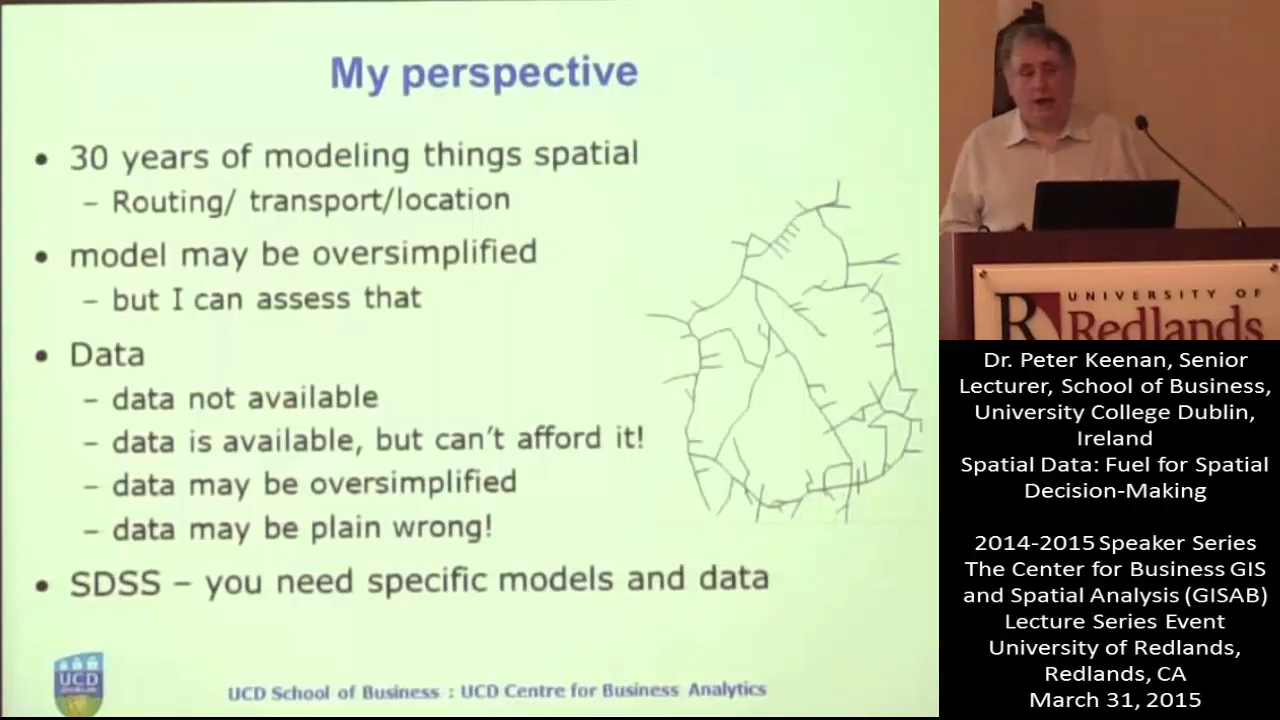 My perspective
• 30 years of modeling things spatial
– Routing/ transport/location
• model may be oversimplified
– but I can assess that
• Data
– data not available
– data is available, but can't afford it!
– data may be oversimplified
– data may be plain wrong!
• SDSS – you need specific models and data
UCD
DUBLIN
UCD School of Business : UCD Centre for Business Analytics
R
UNIVERSITY OF
Redlands
Dr. Peter Keenan, Senior
Lecturer, School of Business,
University College Dublin,
Ireland
Spatial Data: Fuel for Spatial
Decision-Making
2014-2015 Speaker Series
The Center for Business GIS
and Spatial Analysis (GISAB)
Lecture Series Event
University of Redlands,
Redlands, CA
March 31, 2015